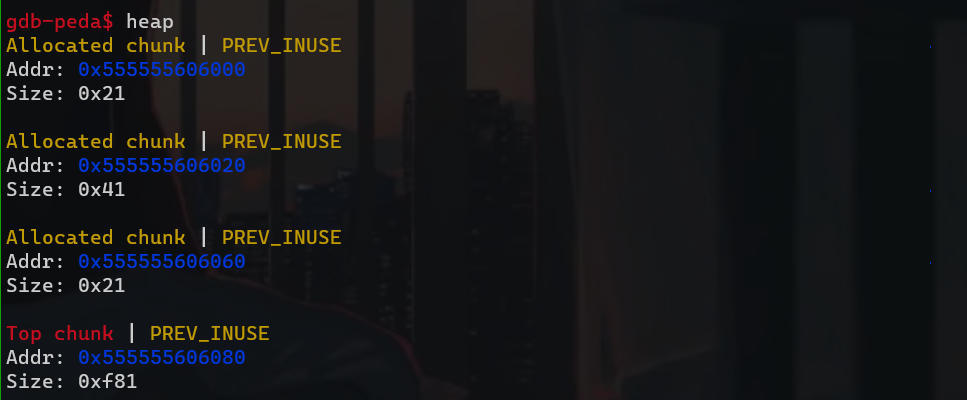 gdb-peda$ heap
Allocated chunk | PREV_INUSE
Addr: 0x555555606000
Size: 0x21
Allocated chunk | PREV_INUSE
Addr: 0x555555606020
Size: 0x41
Allocated chunk | PREV_INUSE
Addr: 0x555555606060
Size: 0x21
Top chunk | PREV_INUSE
Addr: 0x555555606080
Size: 0xf81